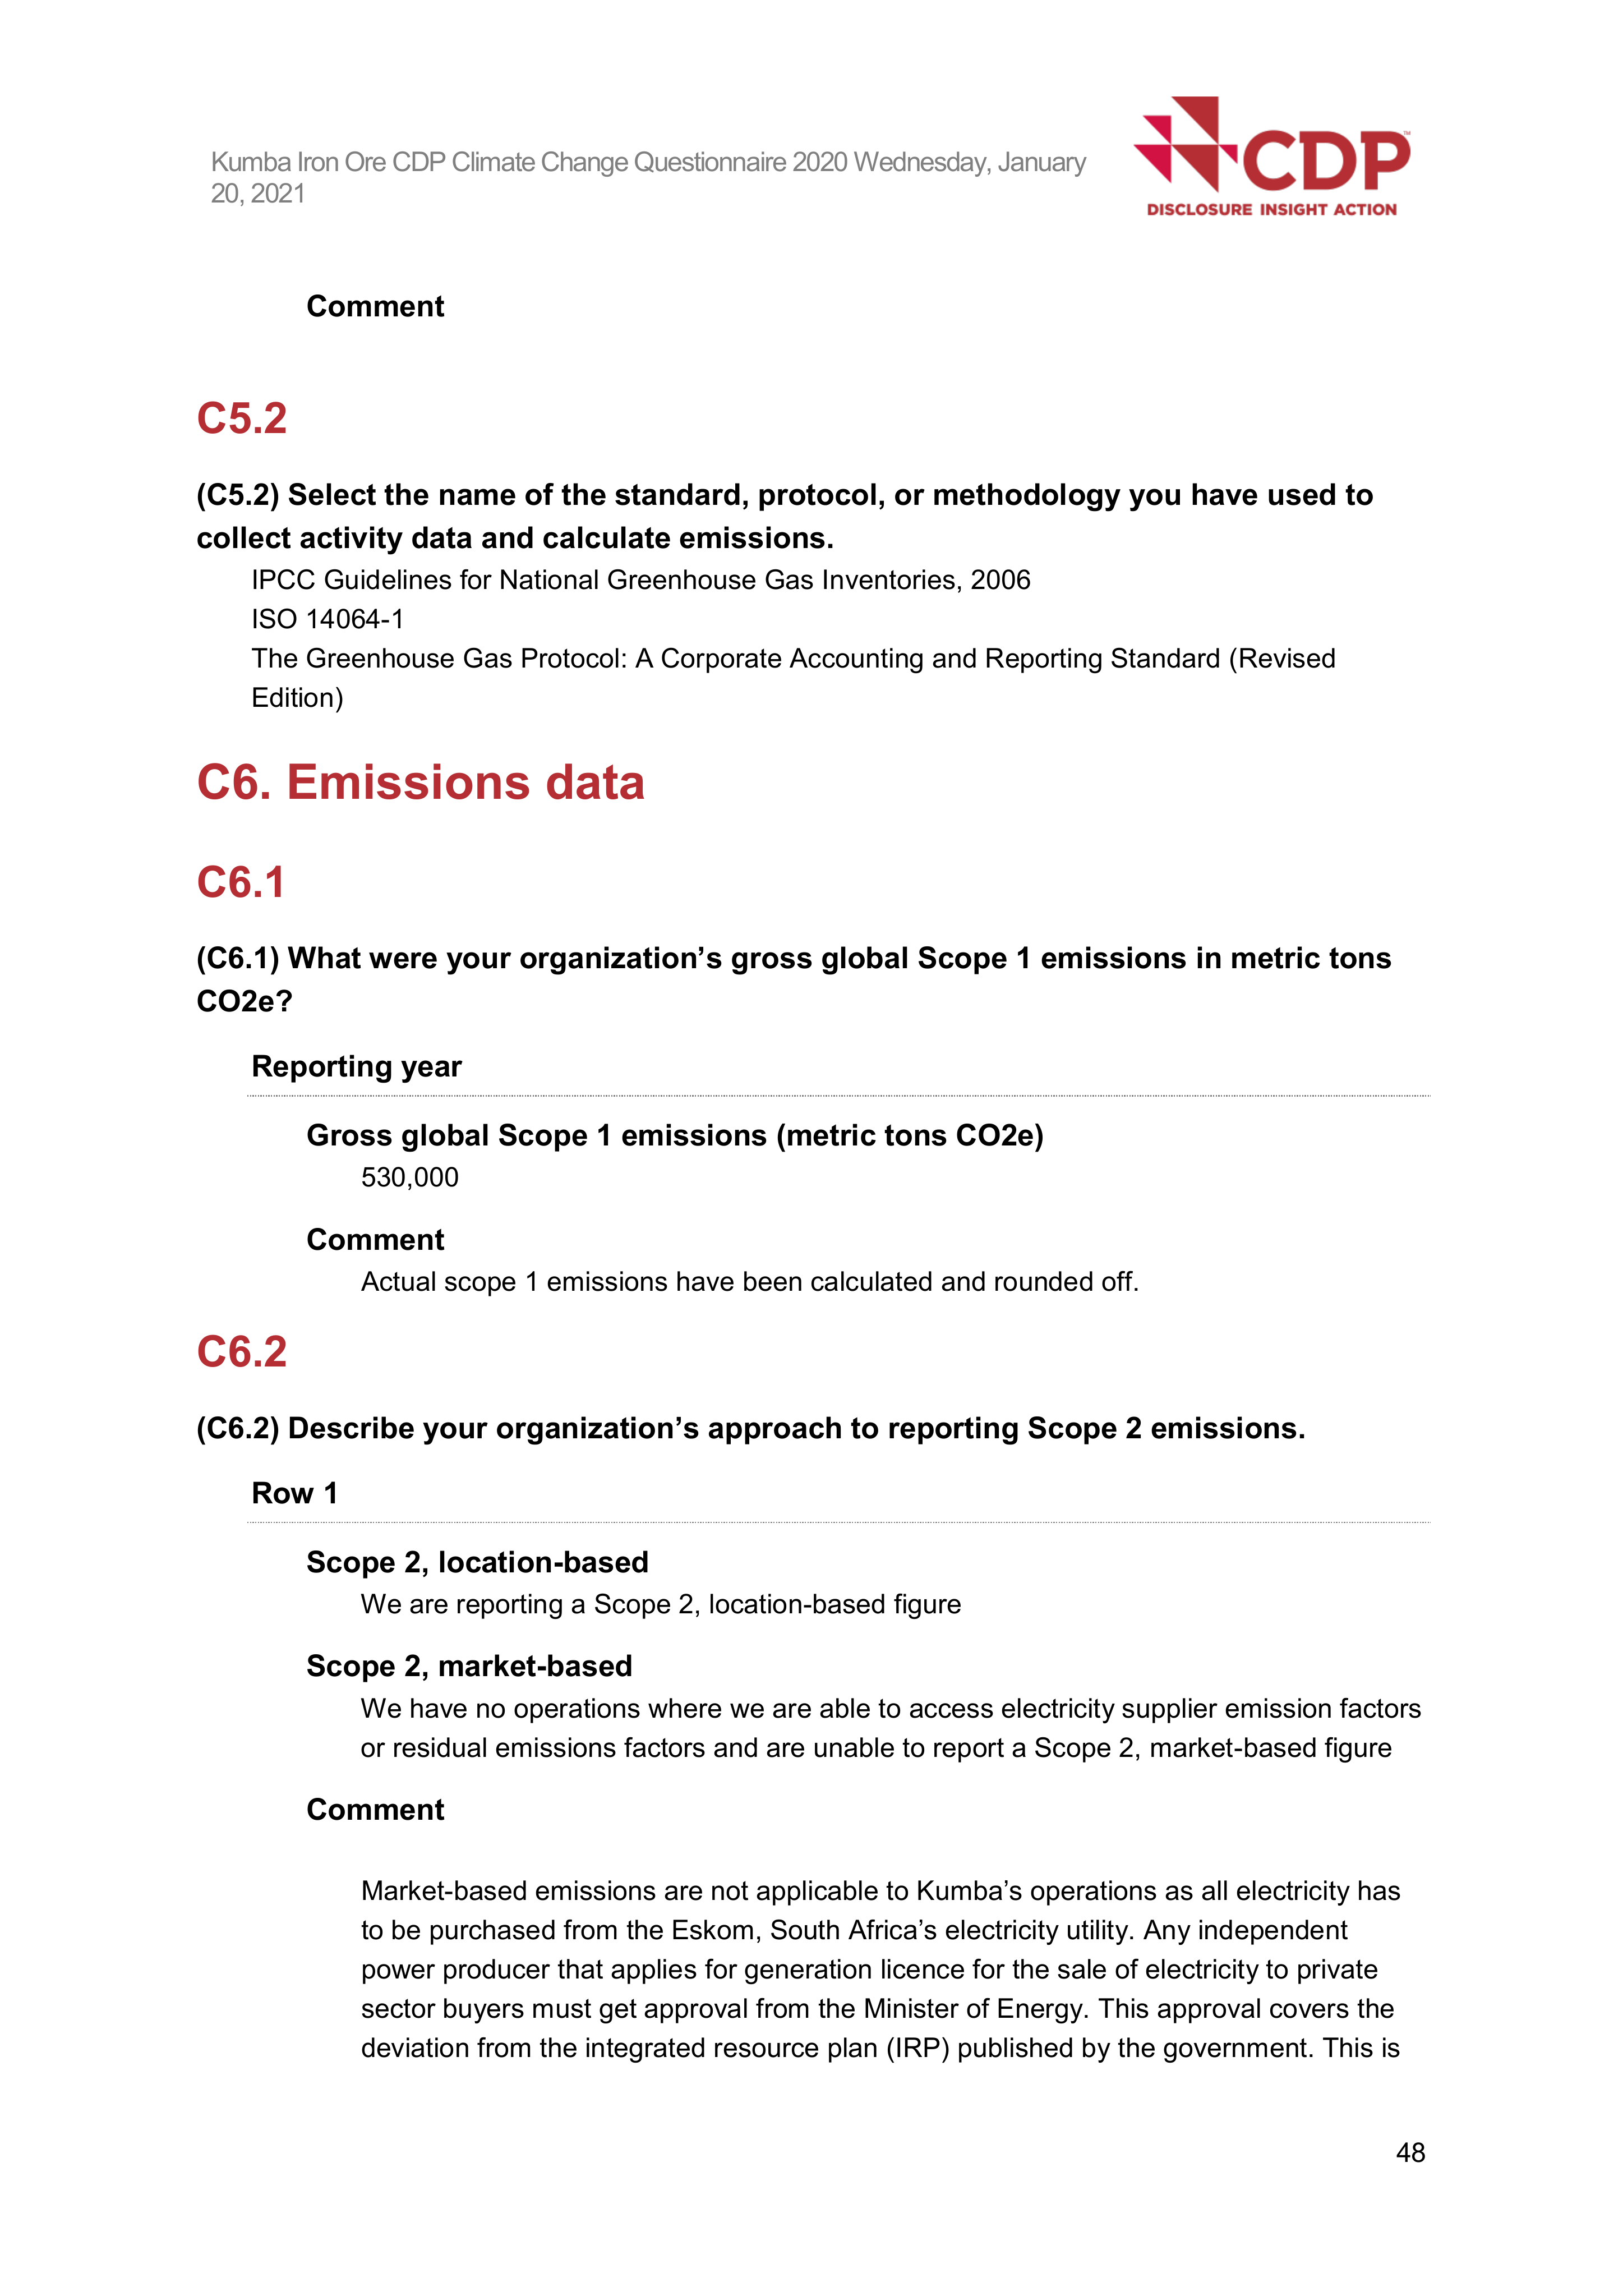 Kumba Iron Ore CDP Climate Change Questionnaire 2020 Wednesday, January
20, 2021
CDP™
DISCLOSURE INSIGHT ACTION
Comment
C5.2
(C5.2) Select the name of the standard, protocol, or methodology you have used to
collect activity data and calculate emissions.
IPCC Guidelines for National Greenhouse Gas Inventories, 2006
ISO 14064-1
The Greenhouse Gas Protocol: A Corporate Accounting and Reporting Standard (Revised
Edition)
C6. Emissions data
C6.1
(C6.1) What were your organization’s gross global Scope 1 emissions in metric tons
CO2e?
Reporting year
Gross global Scope 1 emissions (metric tons CO2e)
530,000
Comment
Actual scope 1 emissions have been calculated and rounded off.
C6.2
(C6.2) Describe your organization’s approach to reporting Scope 2 emissions.
Row 1
Scope 2, location-based
We are reporting a Scope 2, location-based figure
Scope 2, market-based
We have no operations where we are able to access electricity supplier emission factors
or residual emissions factors and are unable to report a Scope 2, market-based figure
Comment
Market-based emissions are not applicable to Kumba’s operations as all electricity has
to be purchased from the Eskom, South Africa’s electricity utility. Any independent
power producer that applies for generation licence for the sale of electricity to private
sector buyers must get approval from the Minister of Energy. This approval covers the
deviation from the integrated resource plan (IRP) published by the government. This is
48